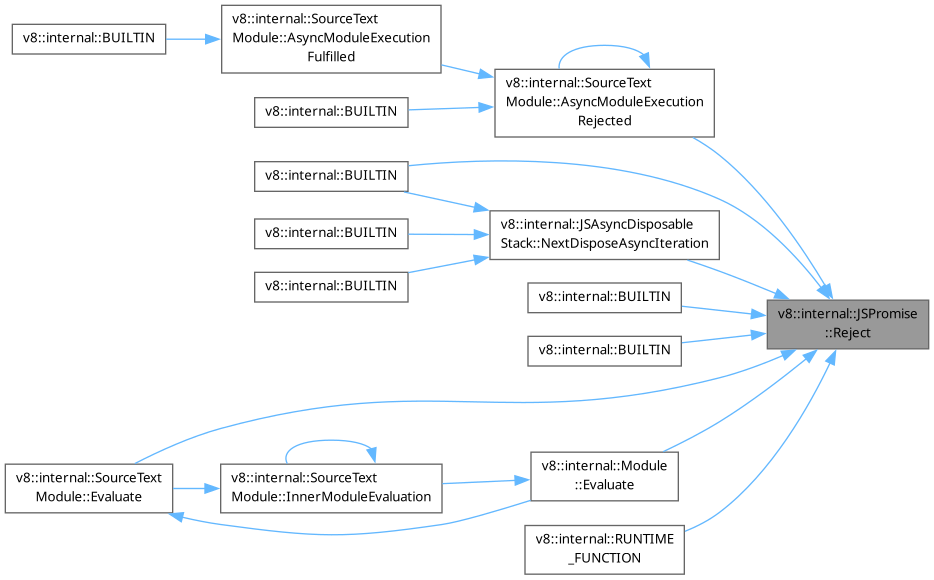 v8::internal::BUILTIN
v8::internal::SourceText
Module::AsyncModuleExecution
Fulfilled
v8::internal::BUILTIN
v8::internal::SourceText
Module::AsyncModuleExecution
Rejected
v8::internal::BUILTIN
v8::internal::BUILTIN
v8::internal::JSAsyncDisposable
Stack::NextDisposeAsyncIteration
v8::internal::BUILTIN
v8::internal::BUILTIN
v8::internal::JSPromise
::Reject
v8::internal::BUILTIN
v8::internal::SourceText
Module::Evaluate
v8::internal::SourceText
Module::InnerModuleEvaluation
v8::internal::Module
::Evaluate
v8::internal::RUNTIME
_FUNCTION